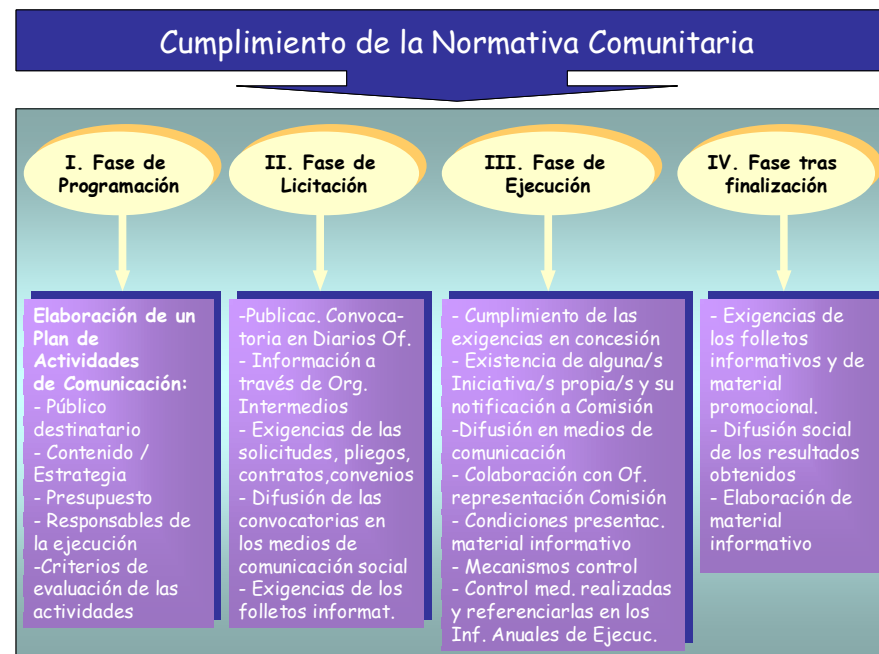 Cumplimiento de la Normativa Comunitaria
I. Fase de
Programación
II. Fase de
Licitación
III. Fase de
Ejecución
IV. Fase tras
finalización
Elaboración de un
Plan de
Actividades
de Comunicación:
- Público
destinatario
- Contenido /
Estrategia
- Presupuesto
- Responsables de
la ejecución
-Criterios de
evaluación de las
actividades
-Publicac. Convoca-
toria en Diarios Of.
- Información a
través de Org.
Intermedios
- Exigencias de las
solicitudes, pliegos,
contratos,convenios
- Difusión de las
convocatorias en
los medios de
comunicación social
- Exigencias de los
folletos informat.
- Cumplimiento de las
exigencias en concesión
- Existencia de alguna/s
Iniciativa/s propia/s y su
notificación a Comisión
-Difusión en medios de
comunicación
- Colaboración con Of.
representación Comisión
- Condiciones presentac.
material informativo
- Mecanismos control
- Control med. realizadas
y referenciarlas en los
Inf. Anuales de Ejecuc.
- Exigencias de
los folletos
informativos y de
material
promocional.
- Difusión social
de los resultados
obtenidos
- Elaboración de
material
informativo